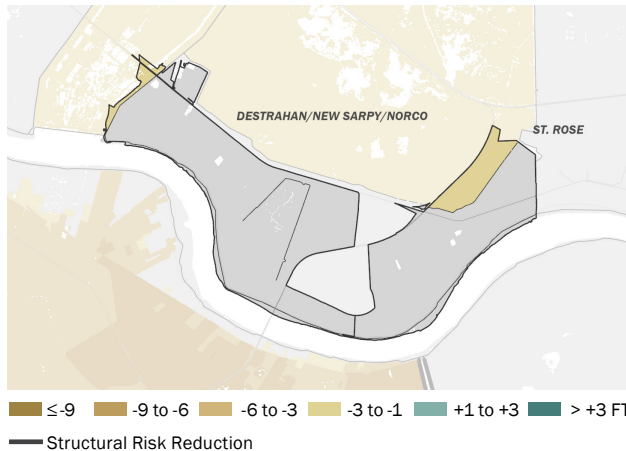 DESTRAHAN/NEW SARPY/NORCO
ST. ROSE
≤ -9 -9 to -6 -6 to -3 -3 to -1 +1 to +3 > +3 FT
Structural Risk Reduction